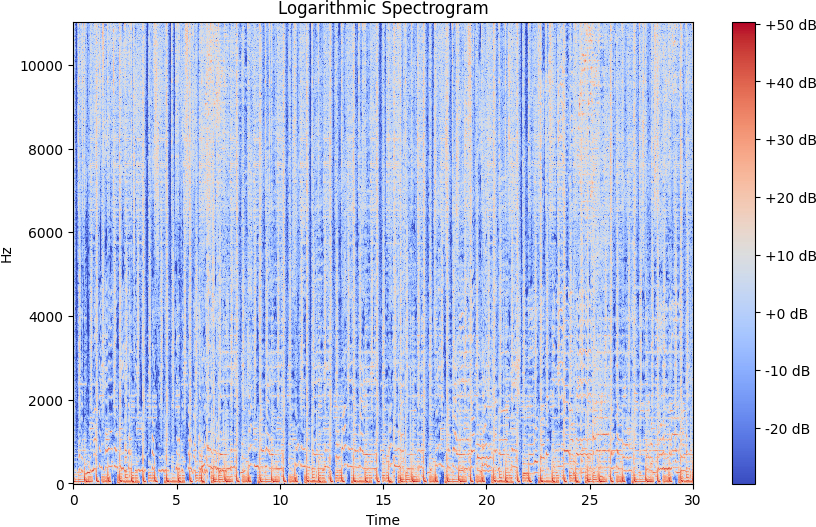 Logarithmic Spectrogram
Hz
10000
8000
6000
4000
2000
0
0 5 10 15 20 25 30
Time
+50 dB
+40 dB
+30 dB
+20 dB
+10 dB
+0 dB
-10 dB
-20 dB